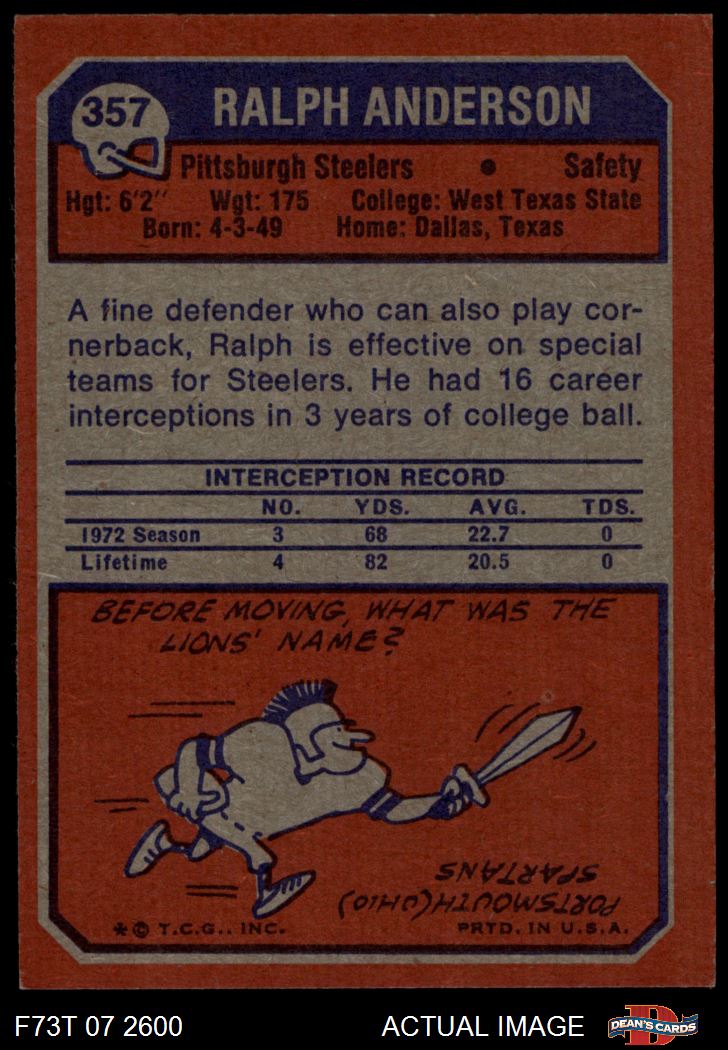 357
RALPH ANDERSON
Pittsburgh Steelers • Safety
Hgt: 6'2" Wgt: 175 College: West Texas State
Born: 4-3-49 Home: Dallas, Texas
A fine defender who can also play cor-
nerback, Ralph is effective on special
teams for Steelers. He had 16 career
interceptions in 3 years of college ball.
INTERCEPTION RECORD
NO. YDS. AVG. TDS.
1972 Season 3 68 22.7 0
Lifetime 4 82 20.5 0
BEFORE MOVING, WHAT WAS THE
LIONS' NAME?
PORTSMOUTH (OHIO)
SPARTANS
*© T.C.G., INC. PRTD. IN U.S.A.
F73T 07 2600 ACTUAL IMAGE
D
DEAN'S CARDS